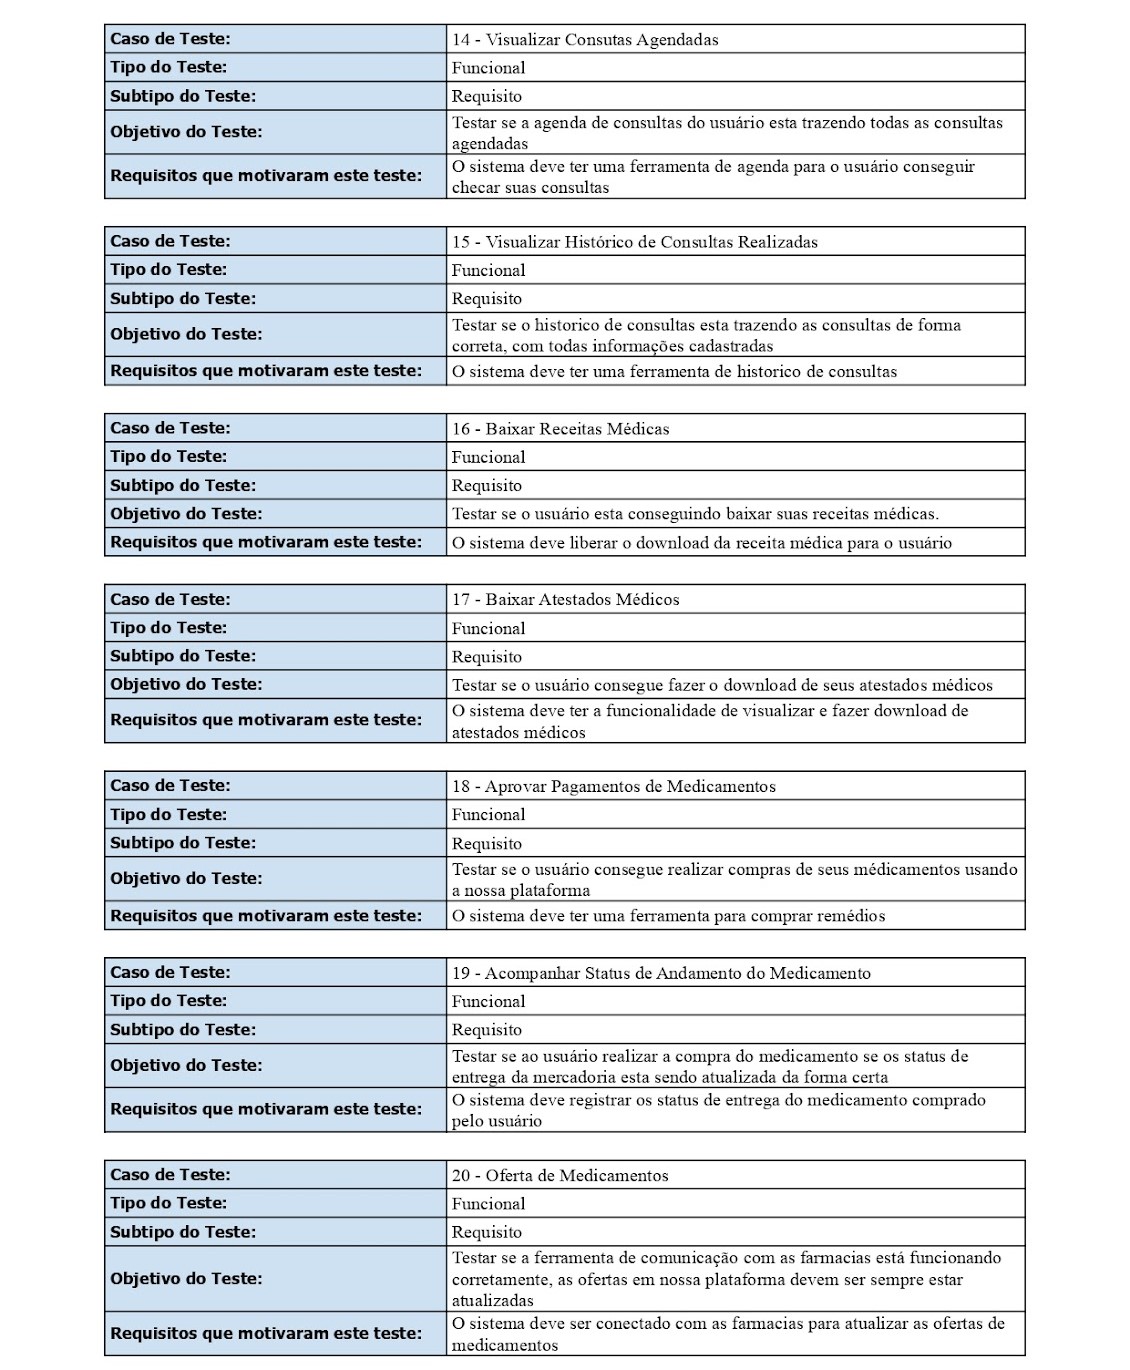 Caso de Teste: 14 - Visualizar Consutas Agendadas
Tipo do Teste: Funcional
Subtipo do Teste: Requisito
Objetivo do Teste: Testar se a agenda de consultas do usuário esta trazendo todas as consultas
agendadas
Requisitos que motivaram este teste: O sistema deve ter uma ferramenta de agenda para o usuário conseguir
checar suas consultas
Caso de Teste: 15 - Visualizar Histórico de Consultas Realizadas
Tipo do Teste: Funcional
Subtipo do Teste: Requisito
Objetivo do Teste: Testar se o historico de consultas esta trazendo as consultas de forma
correta, com todas informações cadastradas
Requisitos que motivaram este teste: O sistema deve ter uma ferramenta de historico de consultas
Caso de Teste: 16 - Baixar Receitas Médicas
Tipo do Teste: Funcional
Subtipo do Teste: Requisito
Objetivo do Teste: Testar se o usuário esta conseguindo baixar suas receitas médicas.
Requisitos que motivaram este teste: O sistema deve liberar o download da receita médica para o usuário
Caso de Teste: 17 - Baixar Atestados Médicos
Tipo do Teste: Funcional
Subtipo do Teste: Requisito
Objetivo do Teste: Testar se o usuário consegue fazer o download de seus atestados médicos
Requisitos que motivaram este teste: O sistema deve ter a funcionalidade de visualizar e fazer download de
atestados médicos
Caso de Teste: 18 - Aprovar Pagamentos de Medicamentos
Tipo do Teste: Funcional
Subtipo do Teste: Requisito
Objetivo do Teste: Testar se o usuário consegue realizar compras de seus médicamentos usando
a nossa plataforma
Requisitos que motivaram este teste: O sistema deve ter uma ferramenta para comprar remédios
Caso de Teste: 19 - Acompanhar Status de Andamento do Medicamento
Tipo do Teste: Funcional
Subtipo do Teste: Requisito
Objetivo do Teste: Testar se ao usuário realizar a compra do medicamento se os status de
entrega da mercadoria esta sendo atualizada da forma certa
Requisitos que motivaram este teste: O sistema deve registrar os status de entrega do medicamento comprado
pelo usuário
Caso de Teste: 20 - Oferta de Medicamentos
Tipo do Teste: Funcional
Subtipo do Teste: Requisito
Objetivo do Teste: Testar se a ferramenta de comunicação com as farmacias está funcionando
corretamente, as ofertas em nossa plataforma devem ser sempre estar
atualizadas
Requisitos que motivaram este teste: O sistema deve ser conectado com as farmacias para atualizar as ofertas de
medicamentos